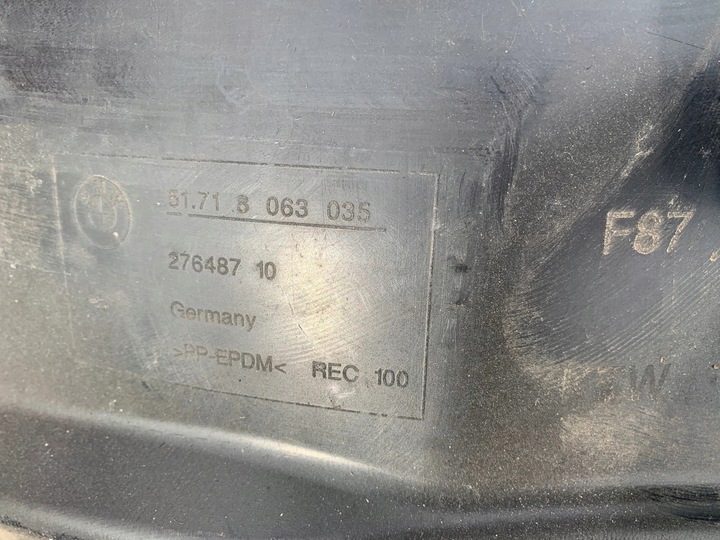 51.71 8 063 035
276487 10
Germany
>PP-EPDM< REC 100
F87